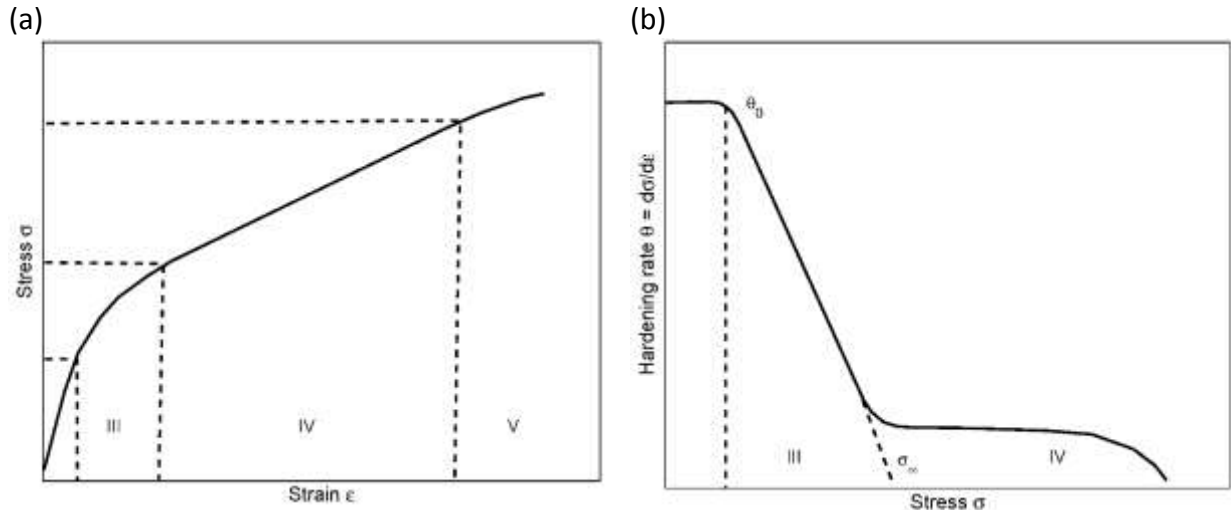 (a)
Stress σ
III
IV
V
Strain ε
(b)
Hardening rate θ = dσ/dε
θ₀
III
σ∞
IV
Stress σ